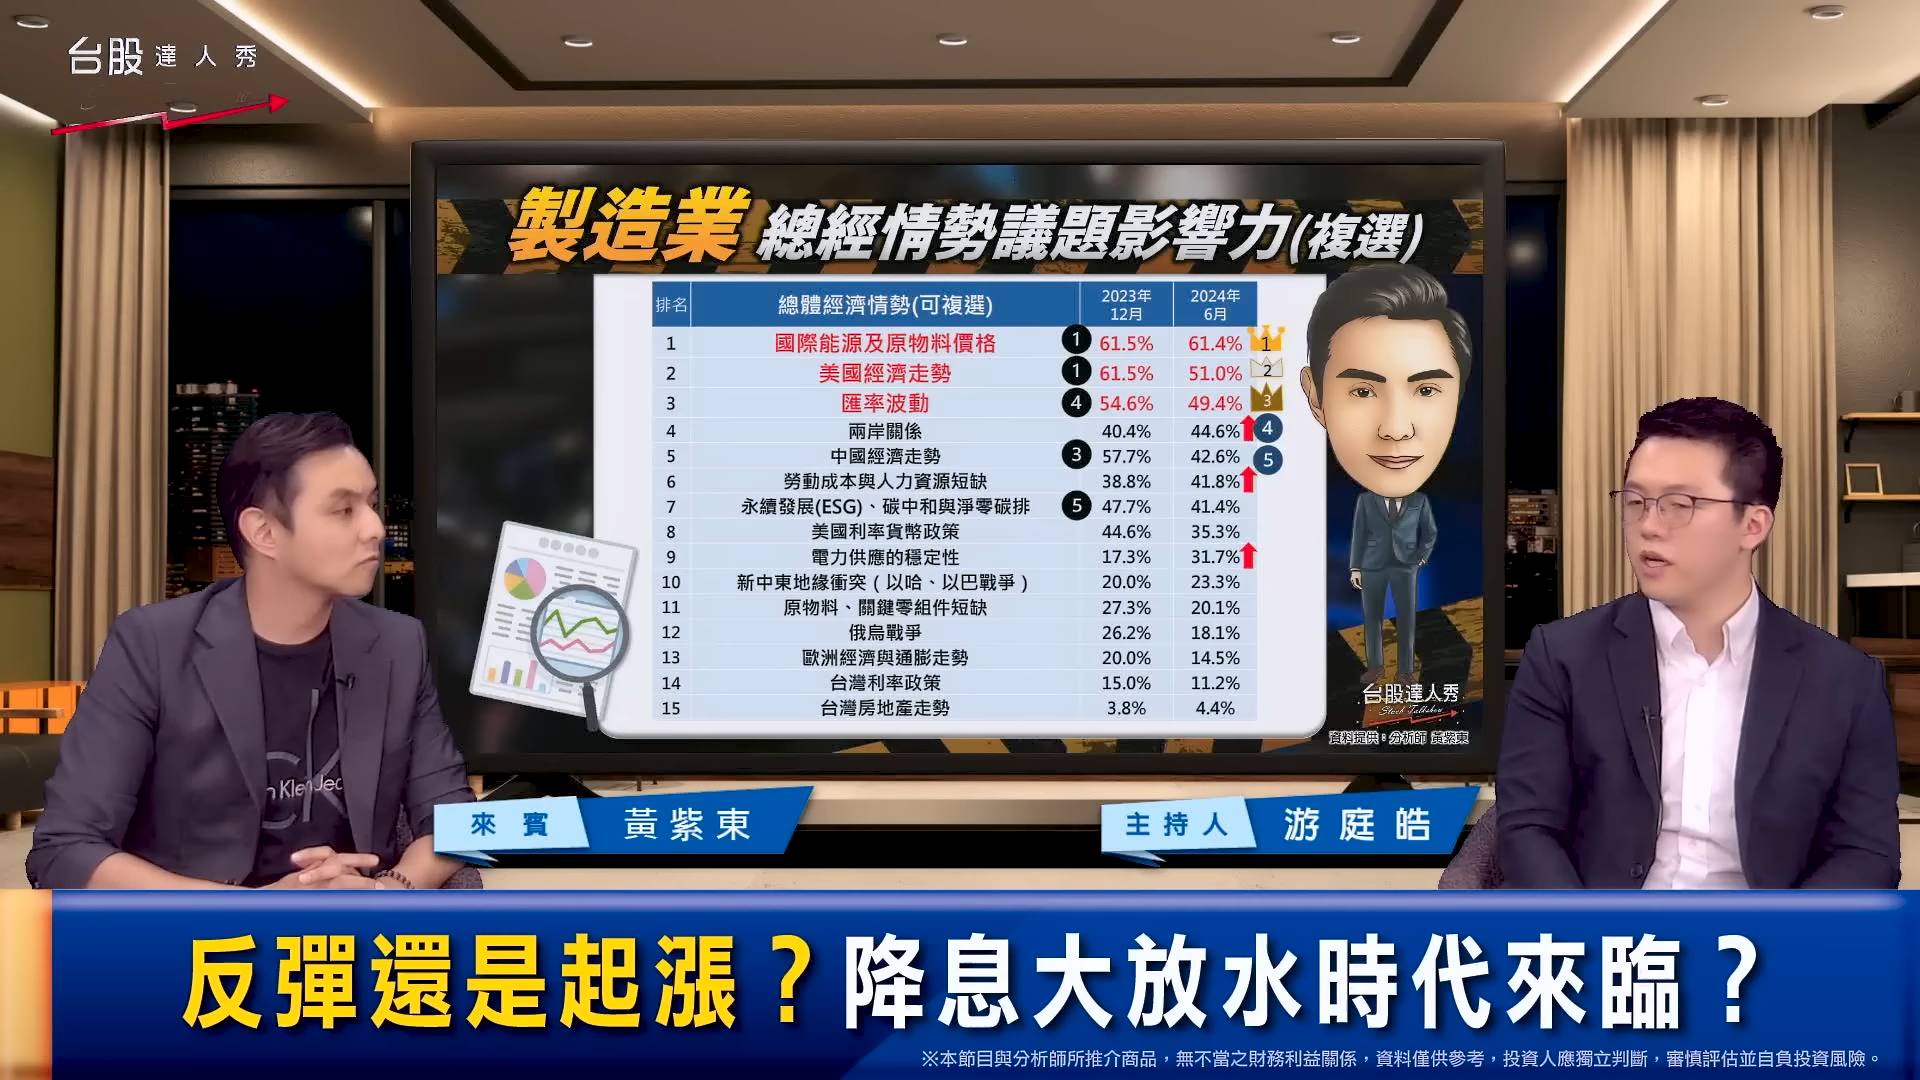 台股達人秀
製造業 總經情勢議題影響力(複選)
排名 總體經濟情勢(可複選) 2023年12月 2024年6月
1 國際能源及原物料價格 1 61.5% 61.4% 1
2 美國經濟走勢 1 61.5% 51.0% 2
3 匯率波動 4 54.6% 49.4% 3
4 兩岸關係 40.4% 44.6% 4
5 中國經濟走勢 3 57.7% 42.6% 5
6 勞動成本與人力資源短缺 38.8% 41.8%
7 永續發展(ESG)、碳中和與淨零碳排 5 47.7% 41.4%
8 美國利率貨幣政策 44.6% 35.3%
9 電力供應的穩定性 17.3% 31.7%
10 新中東地緣衝突(以哈、以巴戰爭) 20.0% 23.3%
11 原物料、關鍵零組件短缺 27.3% 20.1%
12 俄烏戰爭 26.2% 18.1%
13 歐洲經濟與通膨走勢 20.0% 14.5%
14 台灣利率政策 15.0% 11.2%
15 台灣房地產走勢 3.8% 4.4%
台股達人秀
Stock Talkshow
資料提供:分析師 黃紫東
CK
n Klein Jea
來賓 黃紫東
主持人 游庭皓
反彈還是起漲?降息大放水時代來臨?
※本節目與分析師所推介商品,無不當之財務利益關係,資料僅供參考,投資人應獨立判斷,審慎評估並自負投資風險。